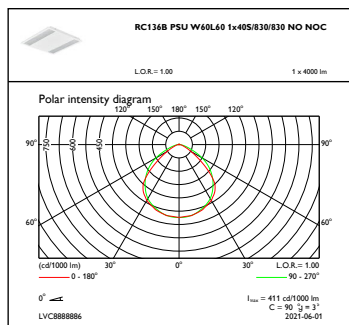 RC136B PSU W60L60 1x40S/830/830 NO NOC
L.O.R.= 1.00 1 x 4000 lm
Polar intensity diagram
120° 150° 180° 150° 120°
90° 750 600 450 90°
60° 60°
(cd/1000 lm) 30° 0° 30° L.O.R.= 1.00
0 - 180° 90 - 270°
0° Imax = 411 cd/1000 lm
C = 90 °g = 3°
LVC8888886 2021-06-01